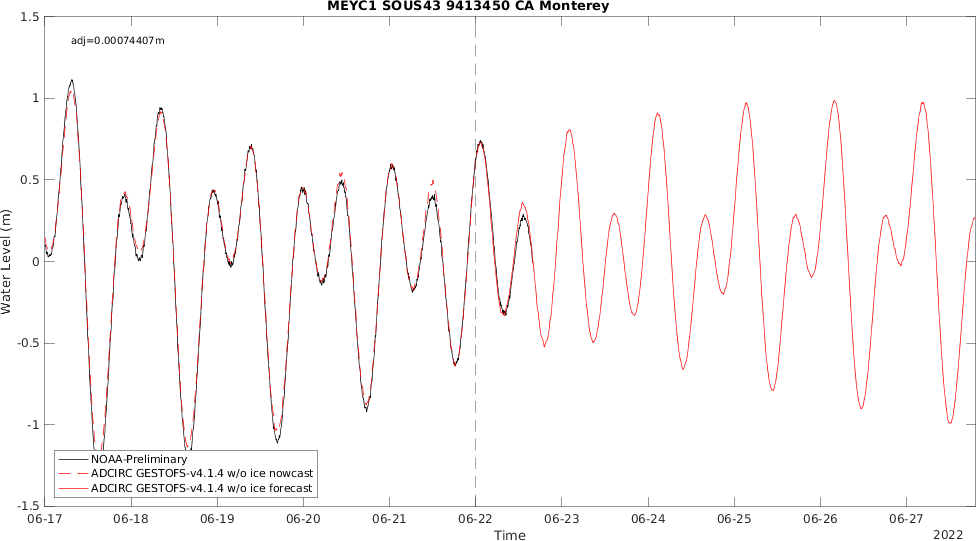 MEYC1 SOUS43 9413450 CA Monterey
adj=0.00074407m
1.5
1
0.5
0
-0.5
-1
-1.5
Water Level (m)
NOAA-Preliminary
ADCIRC GESTOFS-v4.1.4 w/o ice nowcast
ADCIRC GESTOFS-v4.1.4 w/o ice forecast
06-17 06-18 06-19 06-20 06-21 06-22 06-23 06-24 06-25 06-26 06-27
Time
2022